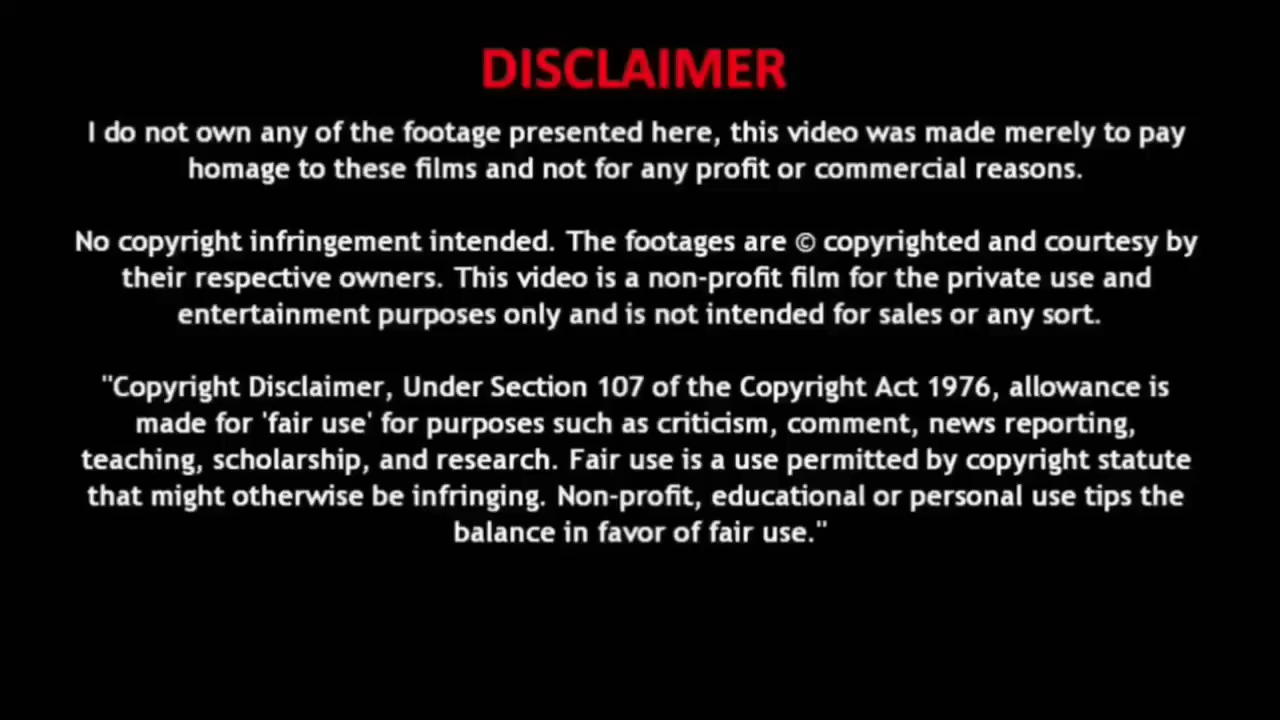 DISCLAIMER
I do not own any of the footage presented here, this video was made merely to pay
homage to these films and not for any profit or commercial reasons.
No copyright infringement intended. The footages are © copyrighted and courtesy by
their respective owners. This video is a non-profit film for the private use and
entertainment purposes only and is not intended for sales or any sort.
"Copyright Disclaimer, Under Section 107 of the Copyright Act 1976, allowance is
made for 'fair use' for purposes such as criticism, comment, news reporting,
teaching, scholarship, and research. Fair use is a use permitted by copyright statute
that might otherwise be infringing. Non-profit, educational or personal use tips the
balance in favor of fair use."